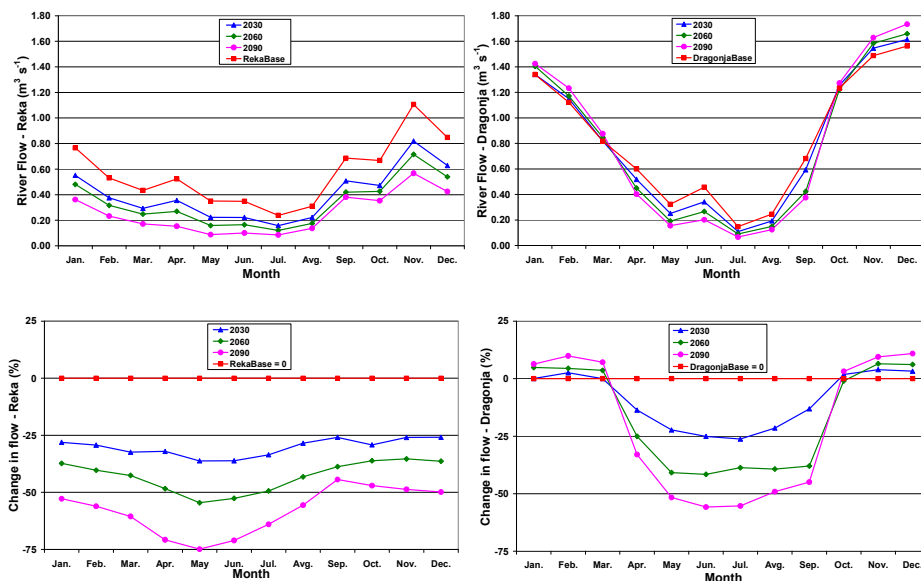 River Flow - Reka (m³ s⁻¹)
1.80
1.60
1.40
1.20
1.00
0.80
0.60
0.40
0.20
0.00
2030
2060
2090
RekaBase
Jan. Feb. Mar. Apr. May Jun. Jul. Avg. Sep. Oct. Nov. Dec.
Month
River Flow - Dragonja (m³ s⁻¹)
1.80
1.60
1.40
1.20
1.00
0.80
0.60
0.40
0.20
0.00
2030
2060
2090
DragonjaBase
Jan. Feb. Mar. Apr. May Jun. Jul. Avg. Sep. Oct. Nov. Dec.
Month
Change in flow - Reka (%)
25
0
-25
-50
-75
2030
2060
2090
RekaBase = 0
Jan. Feb. Mar. Apr. May Jun. Jul. Avg. Sep. Oct. Nov. Dec.
Month
Change in flow - Dragonja (%)
25
0
-25
-50
-75
2030
2060
2090
DragonjaBase = 0
Jan. Feb. Mar. Apr. May Jun. Jul. Avg. Sep. Oct. Nov. Dec.
Month